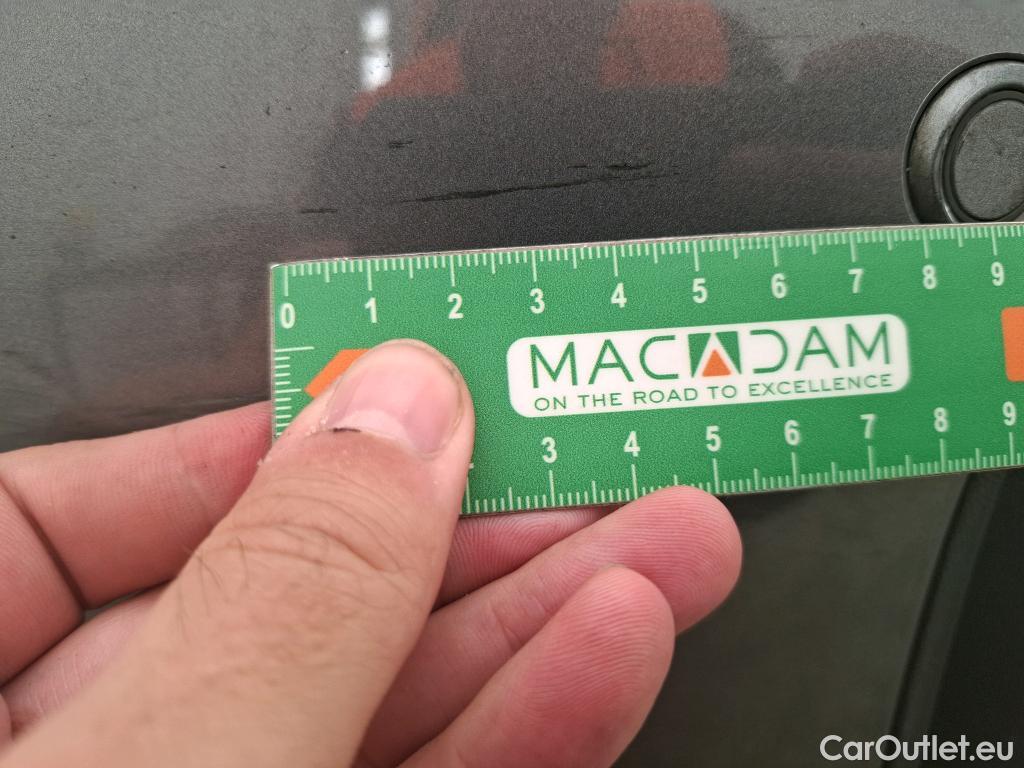 0 1 2 3 4 5 6 7 8 9
MACADAM
ON THE ROAD TO EXCELLENCE
3 4 5 6 7 8 9
CarOutlet.eu